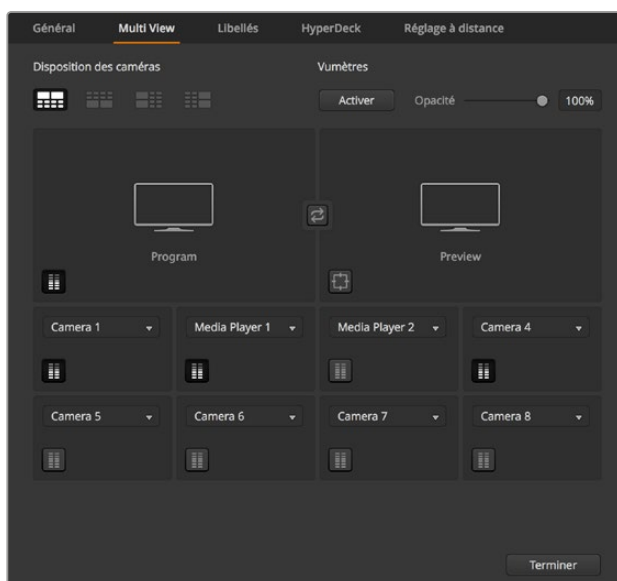 Général Multi View Libellés HyperDeck Réglage à distance
Disposition des caméras Vumètres
Activer Opacité 100%
Program Preview
Camera 1 Media Player 1 Media Player 2 Camera 4
Camera 5 Camera 6 Camera 7 Camera 8
Terminer